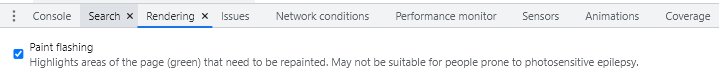 Console Search × Rendering × Issues Network conditions Performance monitor Sensors Animations Coverage
Paint flashing
Highlights areas of the page (green) that need to be repainted. May not be suitable for people prone to photosensitive epilepsy.